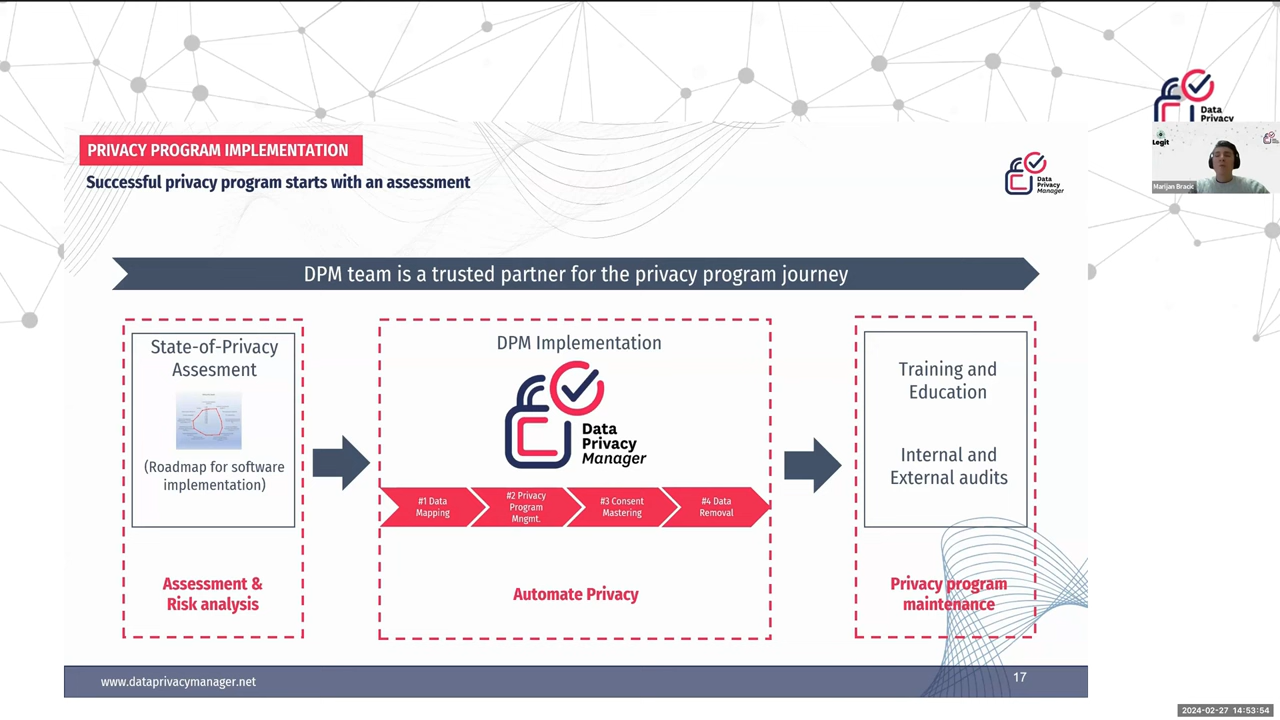 PRIVACY PROGRAM IMPLEMENTATION
Successful privacy program starts with an assessment
Data
Privacy
Manager
Data
Privacy
Legit
Marijan Bracic
DPM team is a trusted partner for the privacy program journey
State-of-Privacy
Assesment
(Roadmap for software
implementation)
Assessment &
Risk analysis
DPM Implementation
Data
Privacy
Manager
#1 Data
Mapping
#2 Privacy
Program
Mngmt.
#3 Consent
Mastering
#4 Data
Removal
Automate Privacy
Training and
Education
Internal and
External audits
Privacy program
maintenance
www.dataprivacymanager.net
17
2024-02-27 14:53:54